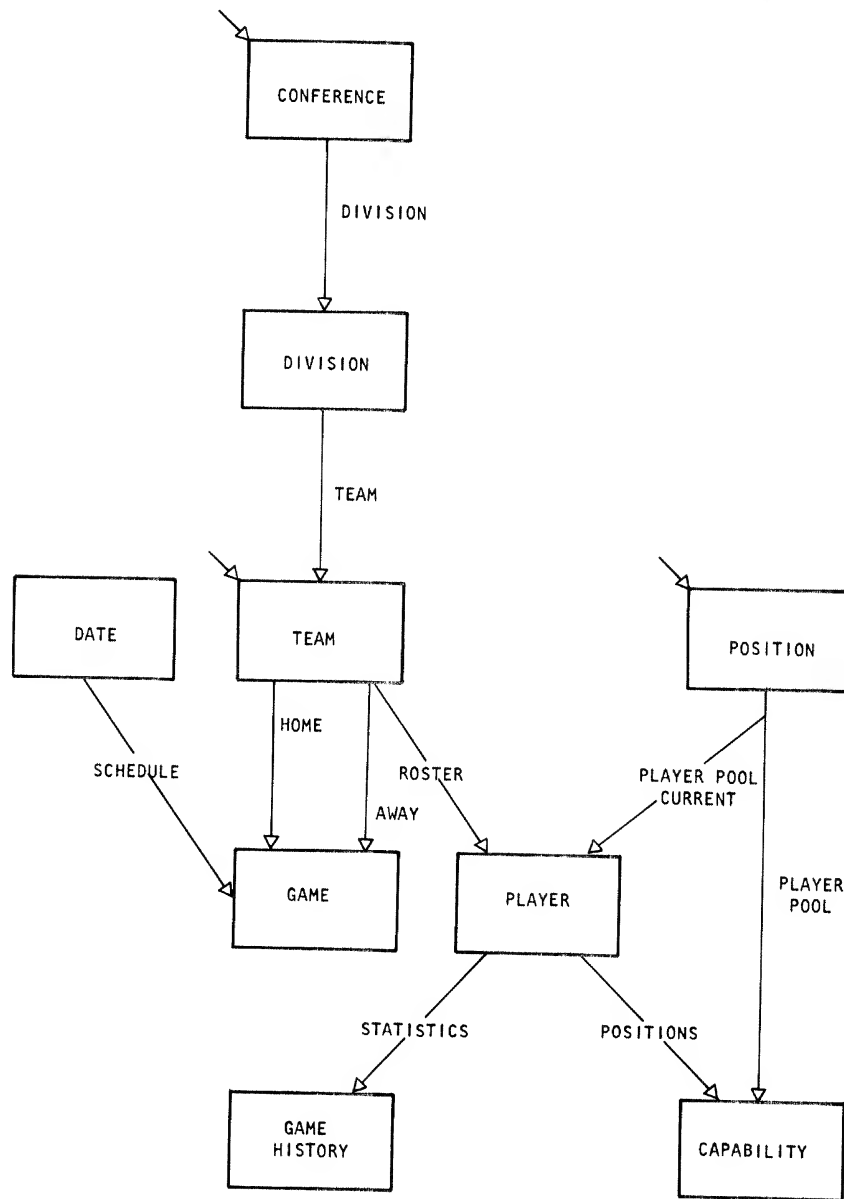 CONFERENCE
DIVISION
DIVISION
TEAM
DATE
TEAM
POSITION
HOME
SCHEDULE
ROSTER
PLAYER POOL
CURRENT
AWAY
GAME
PLAYER
PLAYER
POOL
STATISTICS
POSITIONS
GAME
HISTORY
CAPABILITY